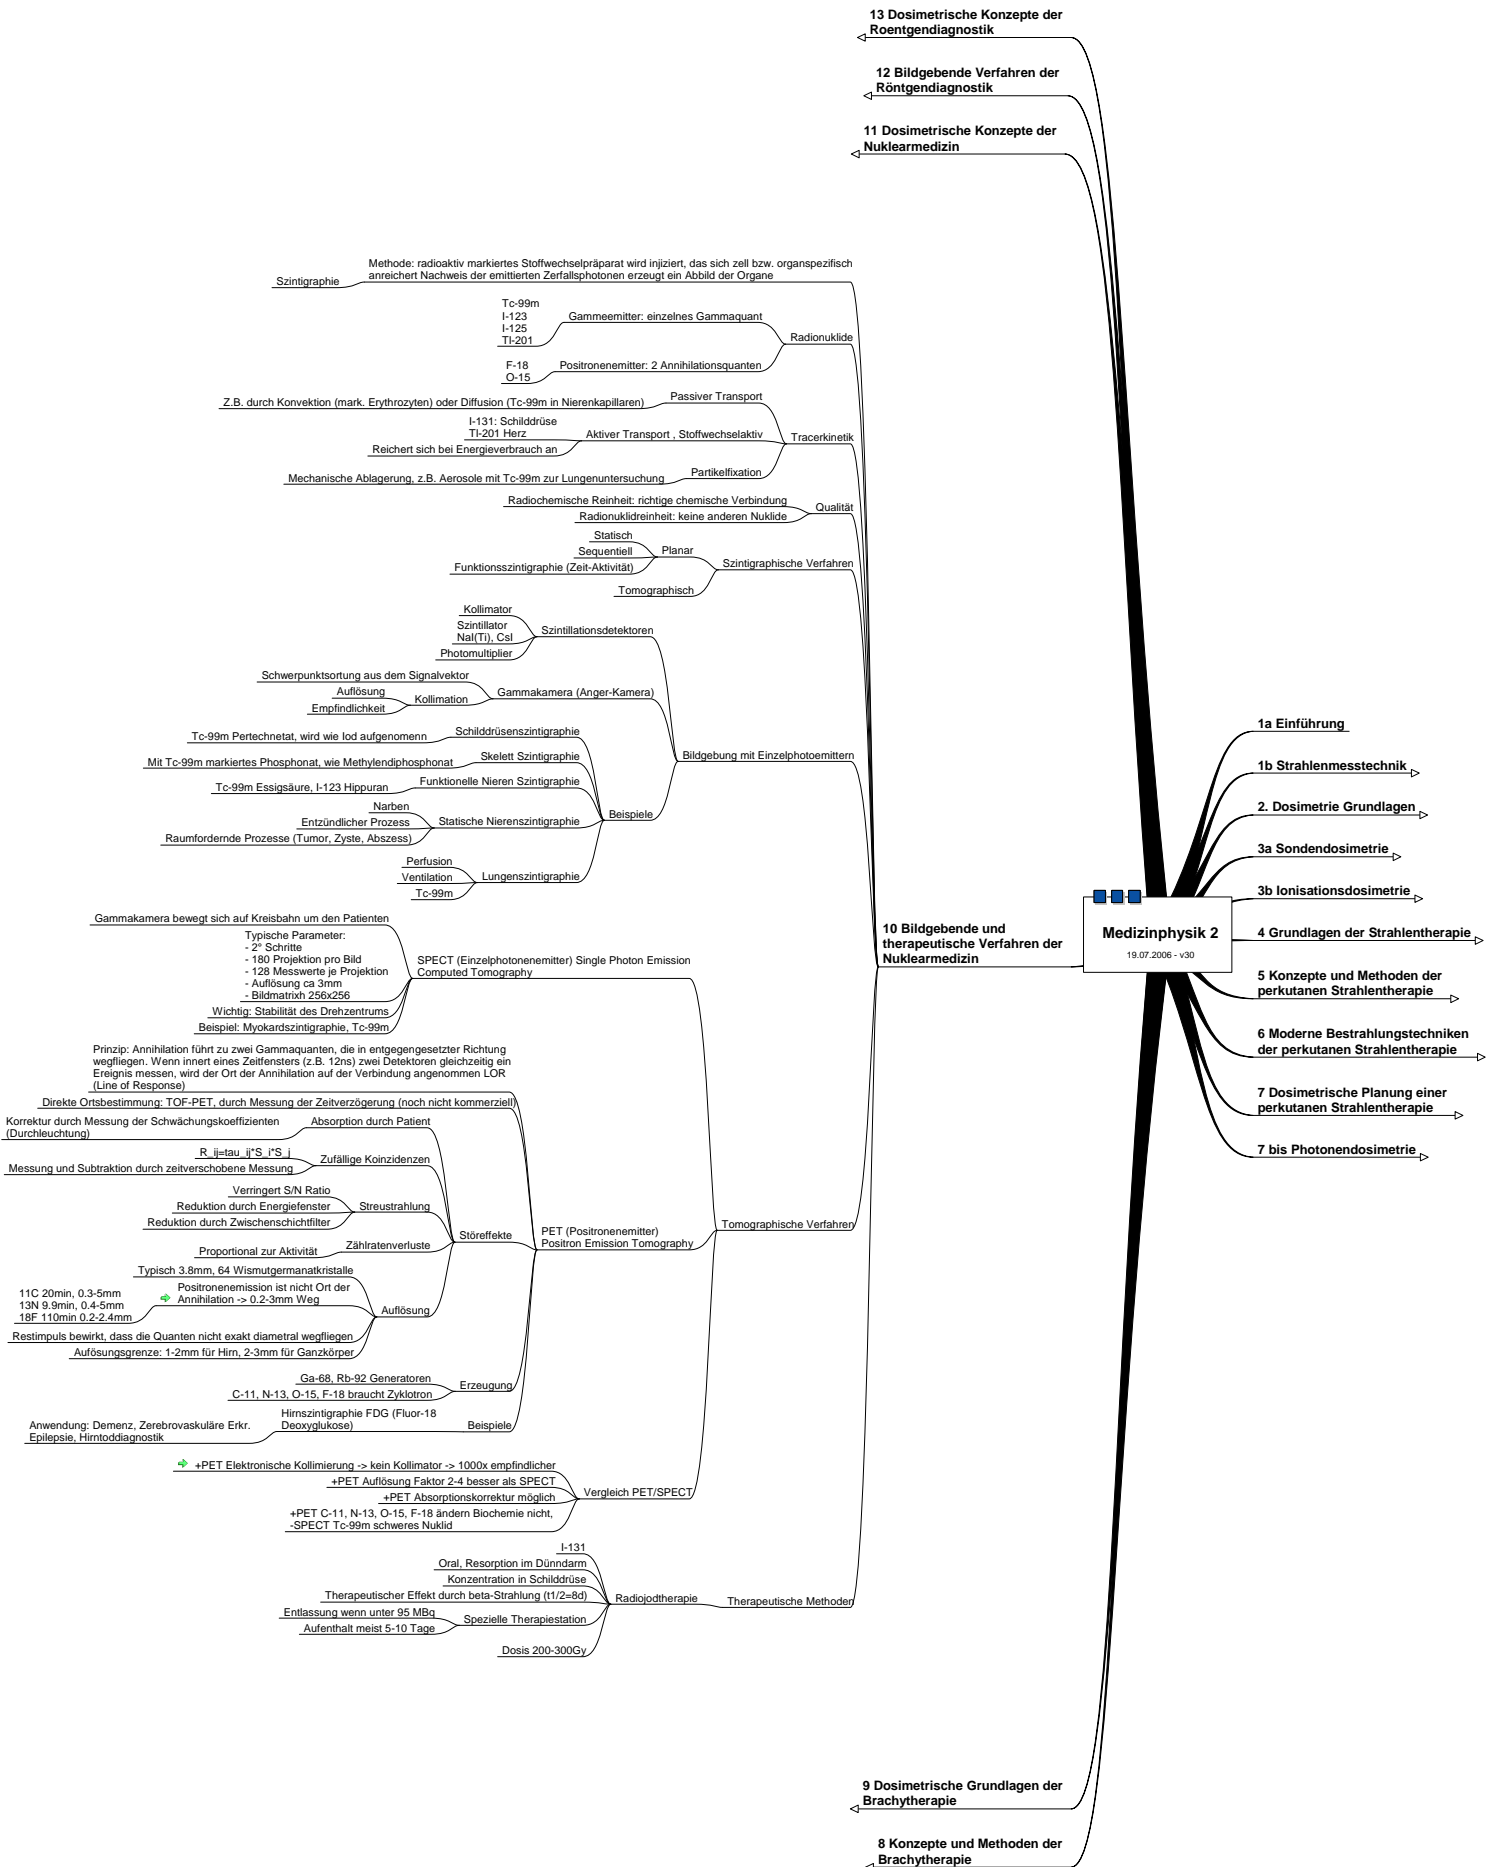 13 Dosimetrische Konzepte der
Roentgendiagnostik
12 Bildgebende Verfahren der
Röntgendiagnostik
11 Dosimetrische Konzepte der
Nuklearmedizin
Methode: radioaktiv markiertes Stoffwechselpräparat wird injiziert, das sich zell bzw. organspezifisch
anreichert Nachweis der emittierten Zerfallsphotonen erzeugt ein Abbild der Organe
Szintigraphie
Tc-99m
I-123
I-125
Tl-201
Gammeemitter: einzelnes Gammaquant
Radionuklide
F-18
O-15
Positronenemitter: 2 Annihilationsquanten
Z.B. durch Konvektion (mark. Erythrozyten) oder Diffusion (Tc-99m in Nierenkapillaren)
Passiver Transport
I-131: Schilddrüse
Tl-201 Herz
Reichert sich bei Energieverbrauch an
Aktiver Transport , Stoffwechselaktiv
Tracerkinetik
Mechanische Ablagerung, z.B. Aerosole mit Tc-99m zur Lungenuntersuchung
Partikelfixation
Radiochemische Reinheit: richtige chemische Verbindung
Radionuklidreinheit: keine anderen Nuklide
Qualität
Statisch
Sequentiell
Funktionsszintigraphie (Zeit-Aktivität)
Planar
Tomographisch
Szintigraphische Verfahren
Kollimator
Szintillator
NaI(Ti), CsI
Photomultiplier
Szintillationsdetektoren
Schwerpunktsortung aus dem Signalvektor
Auflösung
Empfindlichkeit
Kollimation
Gammakamera (Anger-Kamera)
Tc-99m Pertechnetat, wird wie Iod aufgenomenn
Schilddrüsenszintigraphie
Mit Tc-99m markiertes Phosphonat, wie Methylendiphosphonat
Skelett Szintigraphie
Tc-99m Essigsäure, I-123 Hippuran
Funktionelle Nieren Szintigraphie
Narben
Entzündlicher Prozess
Raumfordernde Prozesse (Tumor, Zyste, Abszess)
Statische Nierenszintigraphie
Perfusion
Ventilation
Tc-99m
Lungenszintigraphie
Beispiele
Bildgebung mit Einzelphotoemittern
10 Bildgebende und
therapeutische Verfahren der
Nuklearmedizin
Gammakamera bewegt sich auf Kreisbahn um den Patienten
Typische Parameter:
- 2° Schritte
- 180 Projektion pro Bild
- 128 Messwerte je Projektion
- Auflösung ca 3mm
- Bildmatrixh 256x256
Wichtig: Stabilität des Drehzentrums
Beispiel: Myokardszintigraphie, Tc-99m
SPECT (Einzelphotonenemitter) Single Photon Emission
Computed Tomography
Prinzip: Annihilation führt zu zwei Gammaquanten, die in entgegengesetzter Richtung
wegfliegen. Wenn innert eines Zeitfensters (z.B. 12ns) zwei Detektoren gleichzeitig ein
Ereignis messen, wird der Ort der Annihilation auf der Verbindung angenommen LOR
(Line of Response)
Direkte Ortsbestimmung: TOF-PET, durch Messung der Zeitverzögerung (noch nicht kommerziell)
Korrektur durch Messung der Schwächungskoeffizienten
(Durchleuchtung)
Absorption durch Patient
R_ij=tau_ij*S_i*S_j
Messung und Subtraktion durch zeitverschobene Messung
Zufällige Koinzidenzen
Verringert S/N Ratio
Reduktion durch Energiefenster
Reduktion durch Zwischenschichtfilter
Streustrahlung
Proportional zur Aktivität
Zählratenverluste
Störeffekte
Typisch 3.8mm, 64 Wismutgermanatkristalle
11C 20min, 0.3-5mm
13N 9.9min, 0.4-5mm
18F 110min 0.2-2.4mm
Positronenemission ist nicht Ort der
Annihilation -> 0.2-3mm Weg
Restimpuls bewirkt, dass die Quanten nicht exakt diametral wegfliegen
Aufösungsgrenze: 1-2mm für Hirn, 2-3mm für Ganzkörper
Auflösung
PET (Positronenemitter)
Positron Emission Tomography
Tomographische Verfahren
Ga-68, Rb-92 Generatoren
C-11, N-13, O-15, F-18 braucht Zyklotron
Erzeugung
Anwendung: Demenz, Zerebrovaskuläre Erkr.
Epilepsie, Hirntoddiagnostik
Hirnszintigraphie FDG (Fluor-18
Deoxyglukose)
Beispiele
+PET Elektronische Kollimierung -> kein Kollimator -> 1000x empfindlicher
+PET Auflösung Faktor 2-4 besser als SPECT
+PET Absorptionskorrektur möglich
+PET C-11, N-13, O-15, F-18 ändern Biochemie nicht,
-SPECT Tc-99m schweres Nuklid
Vergleich PET/SPECT
I-131
Oral, Resorption im Dünndarm
Konzentration in Schilddrüse
Therapeutischer Effekt durch beta-Strahlung (t1/2=8d)
Entlassung wenn unter 95 MBq
Aufenthalt meist 5-10 Tage
Spezielle Therapiestation
Dosis 200-300Gy
Radiojodtherapie
Therapeutische Methoden
9 Dosimetrische Grundlagen der
Brachytherapie
8 Konzepte und Methoden der
Brachytherapie
Medizinphysik 2
19.07.2006 - v30
1a Einführung
1b Strahlenmesstechnik
2. Dosimetrie Grundlagen
3a Sondendosimetrie
3b Ionisationsdosimetrie
4 Grundlagen der Strahlentherapie
5 Konzepte und Methoden der
perkutanen Strahlentherapie
6 Moderne Bestrahlungstechniken
der perkutanen Strahlentherapie
7 Dosimetrische Planung einer
perkutanen Strahlentherapie
7 bis Photonendosimetrie